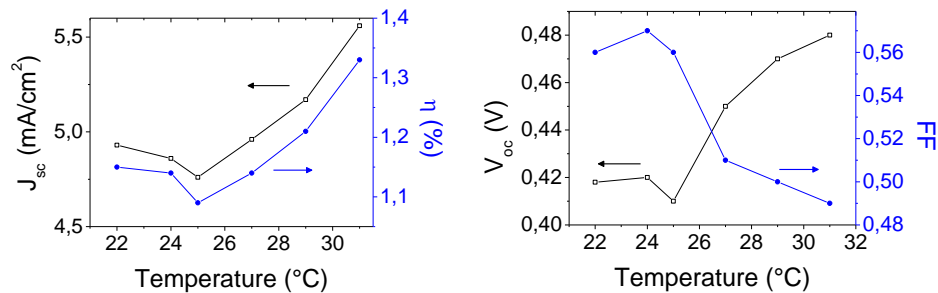 J_sc (mA/cm²)
5,5
5,0
4,5
22 24 26 28 30
Temperature (°C)
1,4
1,3
1,2
1,1
η (%)
V_oc (V)
0,48
0,46
0,44
0,42
0,40
22 24 26 28 30 32
Temperature (°C)
0,56
0,54
0,52
0,50
0,48
FF